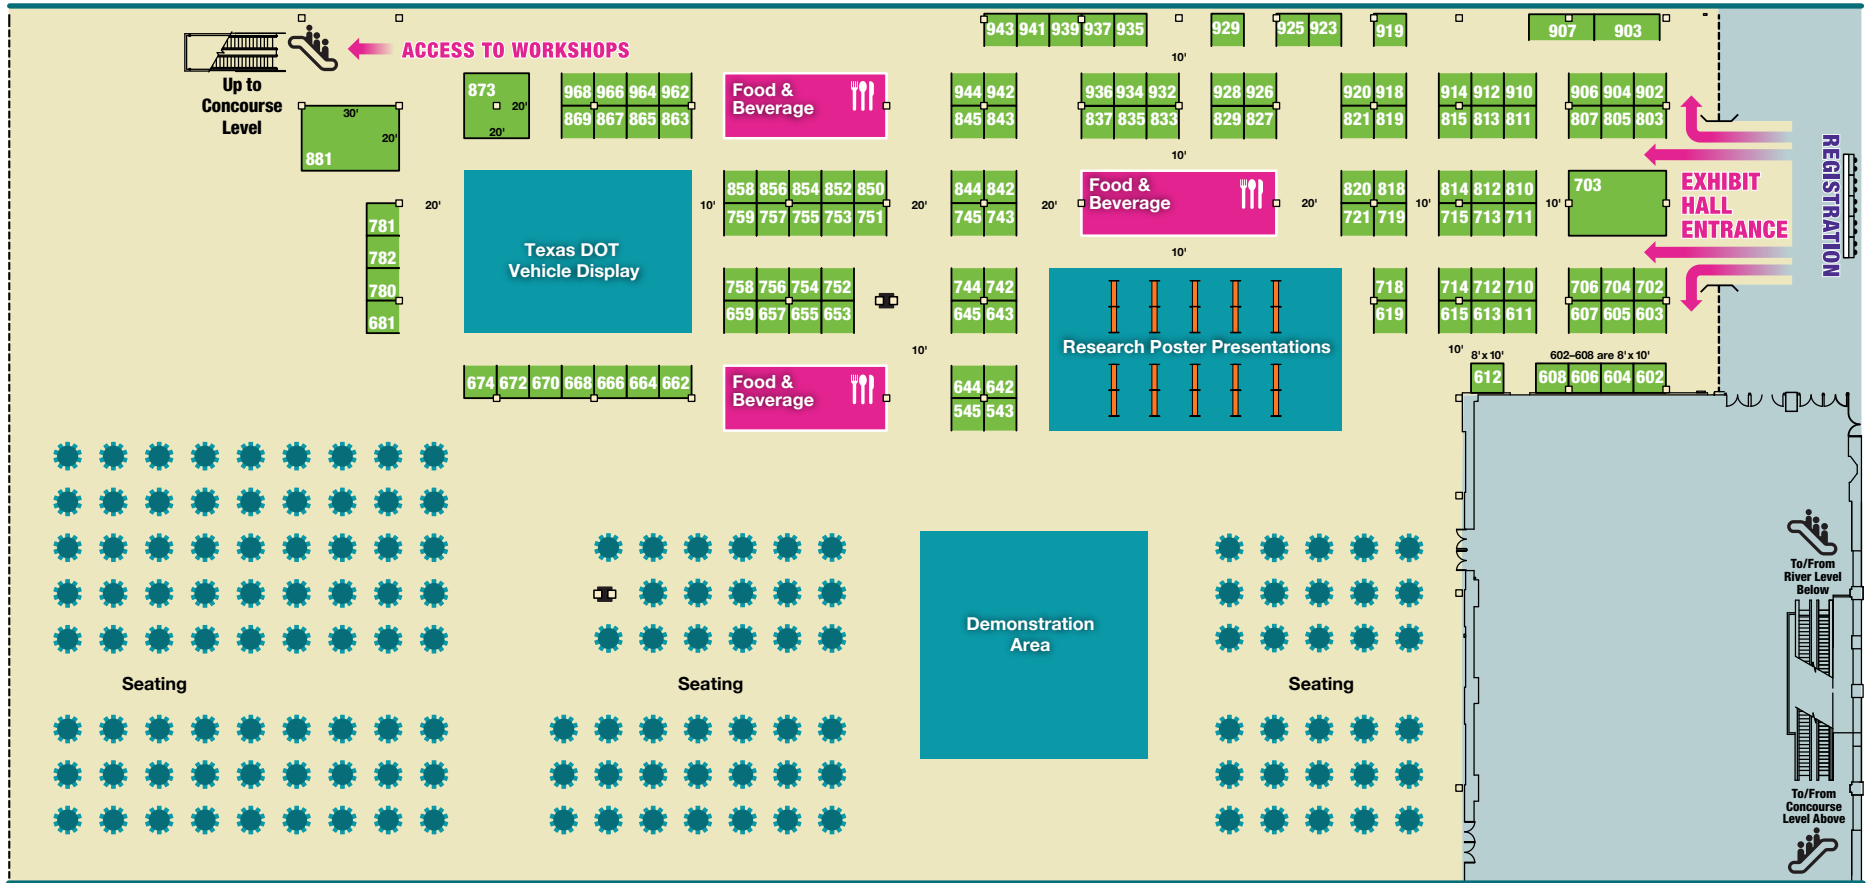 943 941 939 937 935
929
925 923
919
907 903
ACCESS TO WORKSHOPS
Up to
Concourse
Level
10'
873
20'
20'
968 966 964 962
869 867 865 863
Food &
Beverage
944 942
845 843
936 934 932
837 835 833
928 926
829 827
920 918
821 819
914 912 910
815 813 811
906 904 902
807 805 803
30'
20'
881
10'
REGISTRATION
EXHIBIT
HALL
ENTRANCE
781
782
780
681
20'
Texas DOT
Vehicle Display
10'
858 856 854 852 850
759 757 755 753 751
20'
844 842
745 743
20'
Food &
Beverage
20'
820 818
721 719
10'
814 812 810
715 713 711
10'
703
10'
758 756 754 752
659 657 655 653
744 742
645 643
718
619
714 712 710
615 613 611
706 704 702
607 605 603
Research Poster Presentations
10'
10'
8' x 10'
602–608 are 8' x 10'
612
608 606 604 602
674 672 670 668 666 664 662
Food &
Beverage
644 642
545 543
Demonstration
Area
Seating
Seating
Seating
To/From
River Level
Below
To/From
Concourse
Level Above